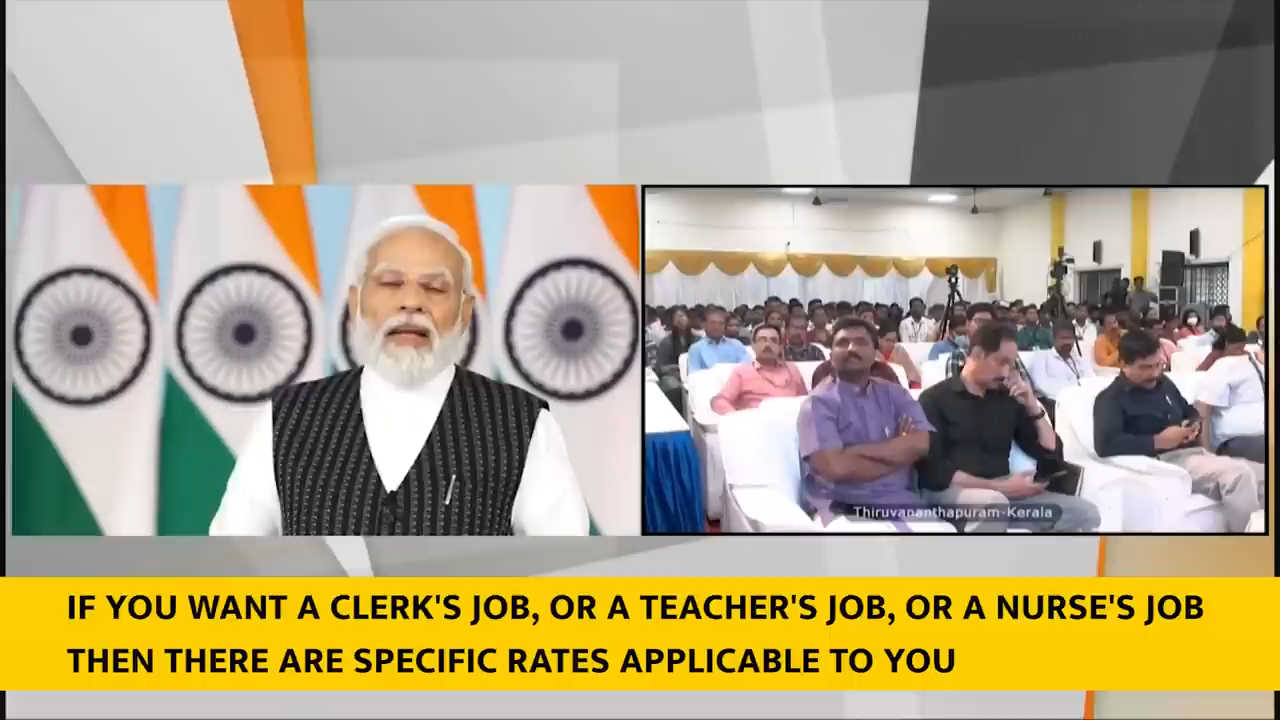 Thiruvananthapuram-Kerala
IF YOU WANT A CLERK'S JOB, OR A TEACHER'S JOB, OR A NURSE'S JOB
THEN THERE ARE SPECIFIC RATES APPLICABLE TO YOU